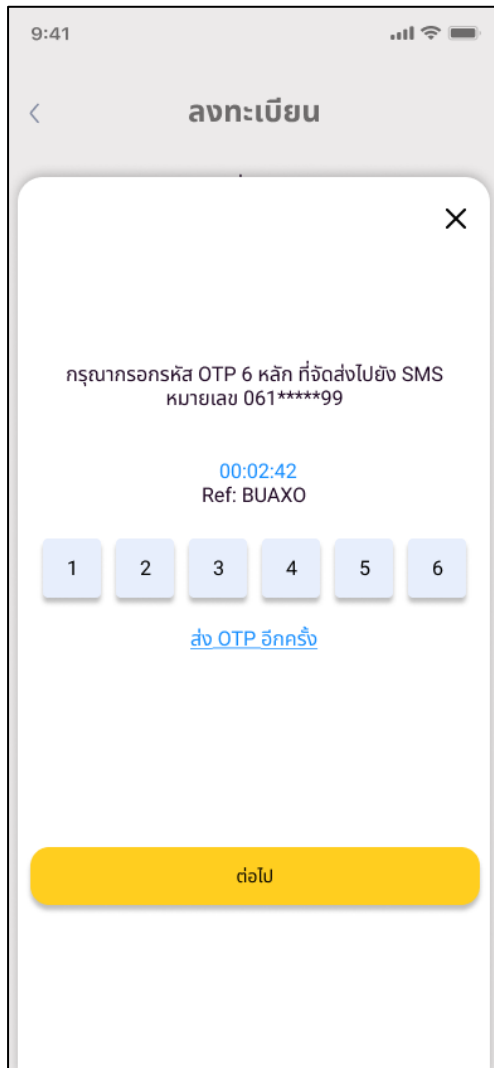 9:41
ลงทะเบียน
กรุณากรอกรหัส OTP 6 หลัก ที่จัดส่งไปยัง SMS
หมายเลข 061*****99
00:02:42
Ref: BUAXO
1 2 3 4 5 6
ส่ง OTP อีกครั้ง
ต่อไป